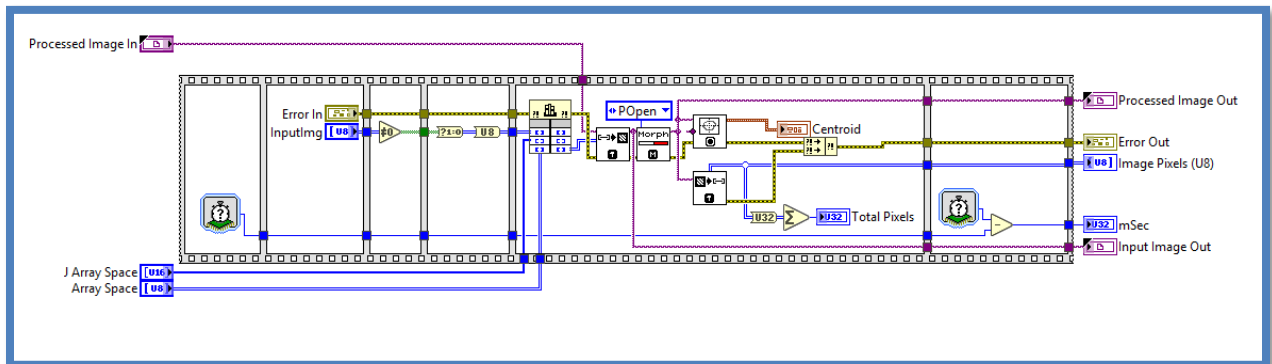 Processed Image In
Error In
InputImg
U8
≠0
?1:0
U8
POpen
Morph
Centroid
U32
Σ
U32
Total Pixels
?
?
-
Processed Image Out
Error Out
U8
Image Pixels (U8)
U32
mSec
Input Image Out
J Array Space
U16
Array Space
U8